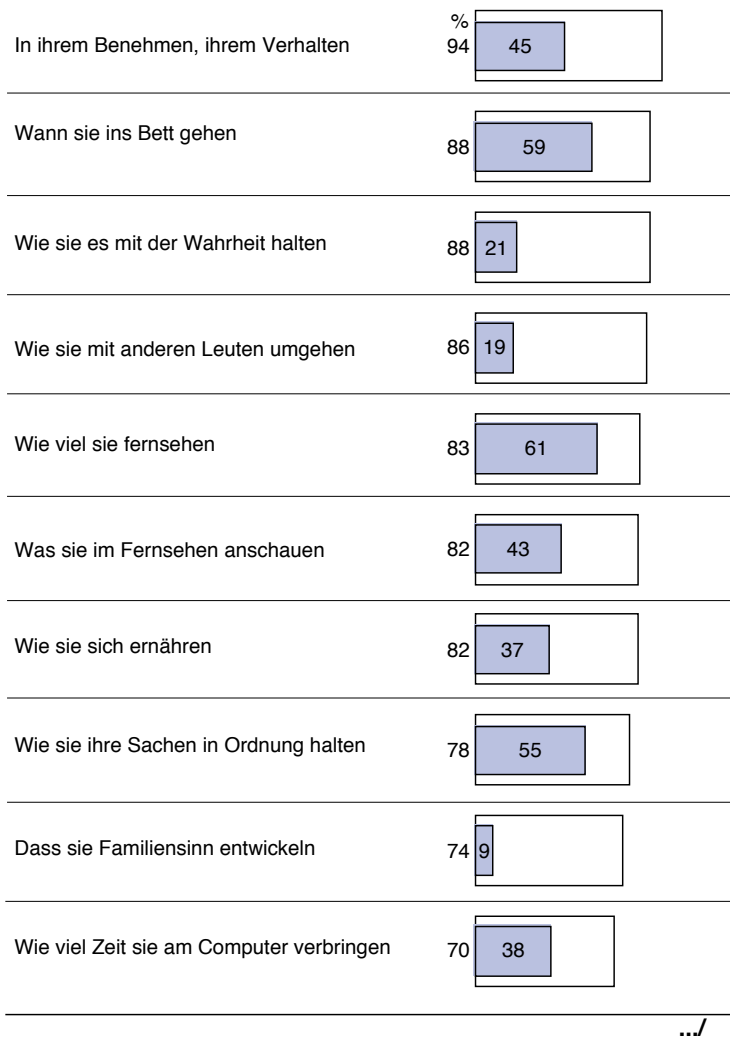 %
In ihrem Benehmen, ihrem Verhalten 94 45
Wann sie ins Bett gehen 88 59
Wie sie es mit der Wahrheit halten 88 21
Wie sie mit anderen Leuten umgehen 86 19
Wie viel sie fernsehen 83 61
Was sie im Fernsehen anschauen 82 43
Wie sie sich ernähren 82 37
Wie sie ihre Sachen in Ordnung halten 78 55
Dass sie Familiensinn entwickeln 74 9
Wie viel Zeit sie am Computer verbringen 70 38
.../